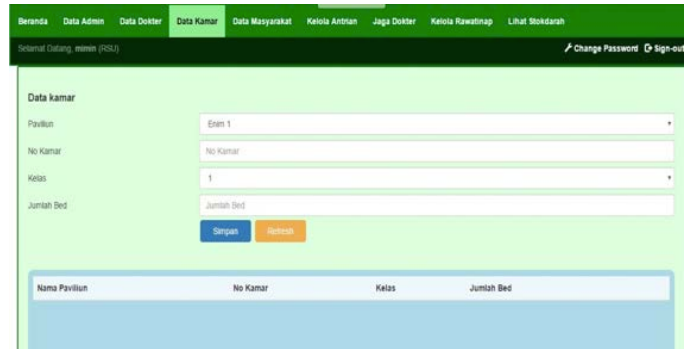 Beranda Data Admin Data Dokter Data Kamar Data Masyarakat Kelola Antrian Jaga Dokter Kelola Rawatinap Lihat Stokdarah
Selamat Datang, mimin (RSU) Change Password Sign-out
Data kamar
Paviliun Enim 1
No Kamar No Kamar
Kelas 1
Jumlah Bed Jumlah Bed
Simpan Refresh
Nama Paviliun No Kamar Kelas Jumlah Bed